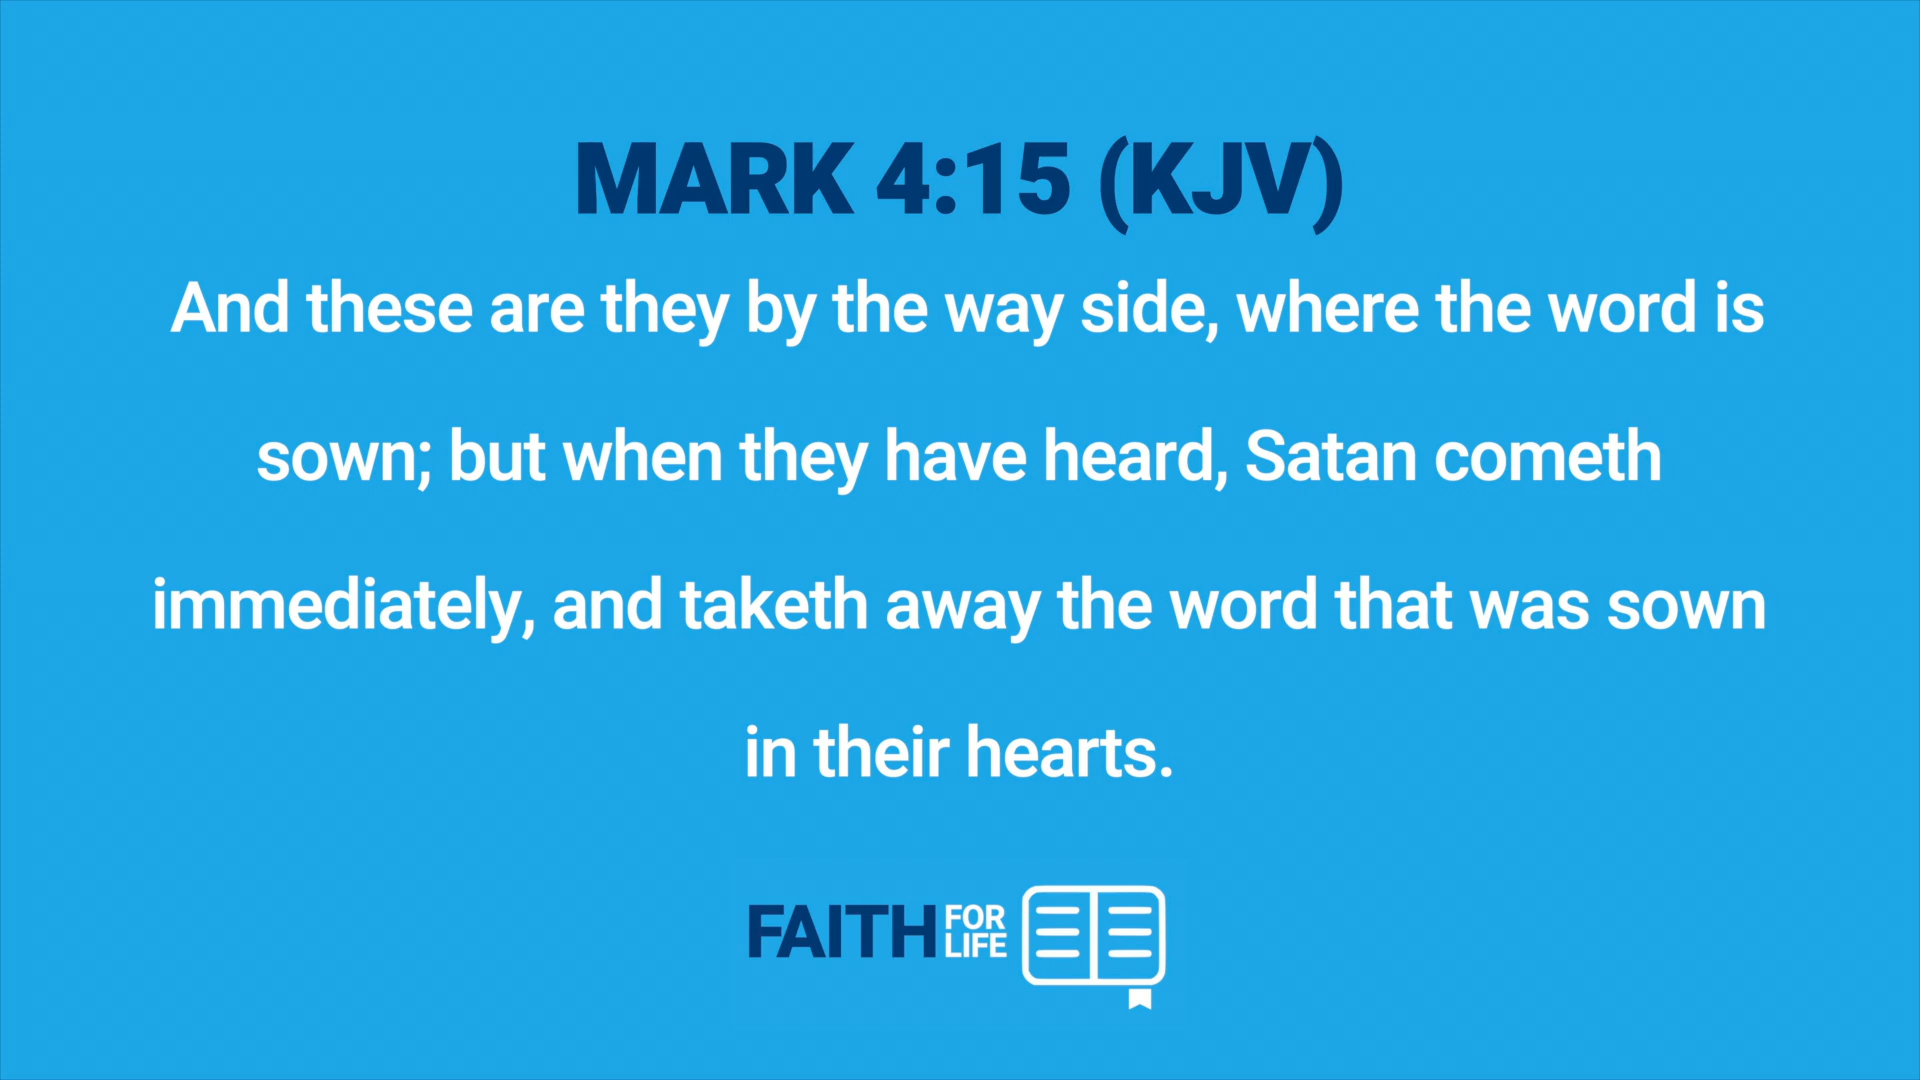 MARK 4:15 (KJV)
And these are they by the way side, where the word is
sown; but when they have heard, Satan cometh
immediately, and taketh away the word that was sown
in their hearts.
FAITH FOR
LIFE